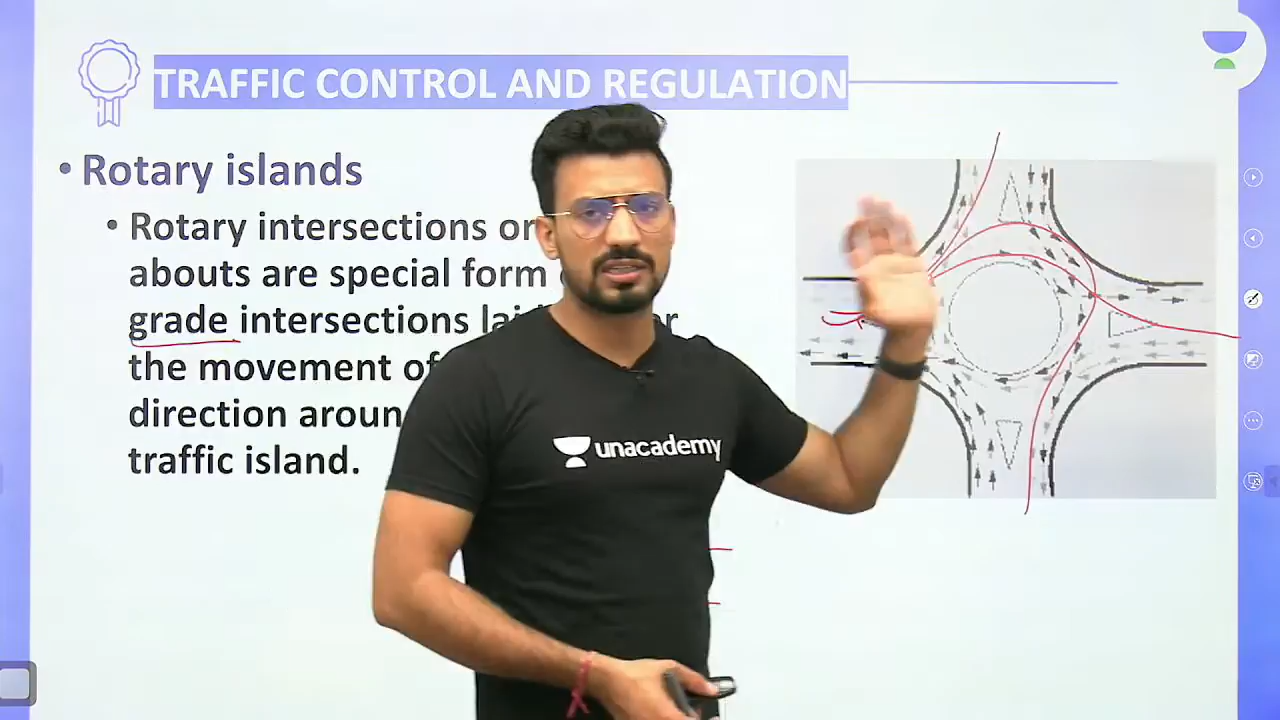 TRAFFIC CONTROL AND REGULATION
• Rotary islands
• Rotary intersections or
abouts are special form
grade intersections
the movement of
direction
traffic island.
unacademy